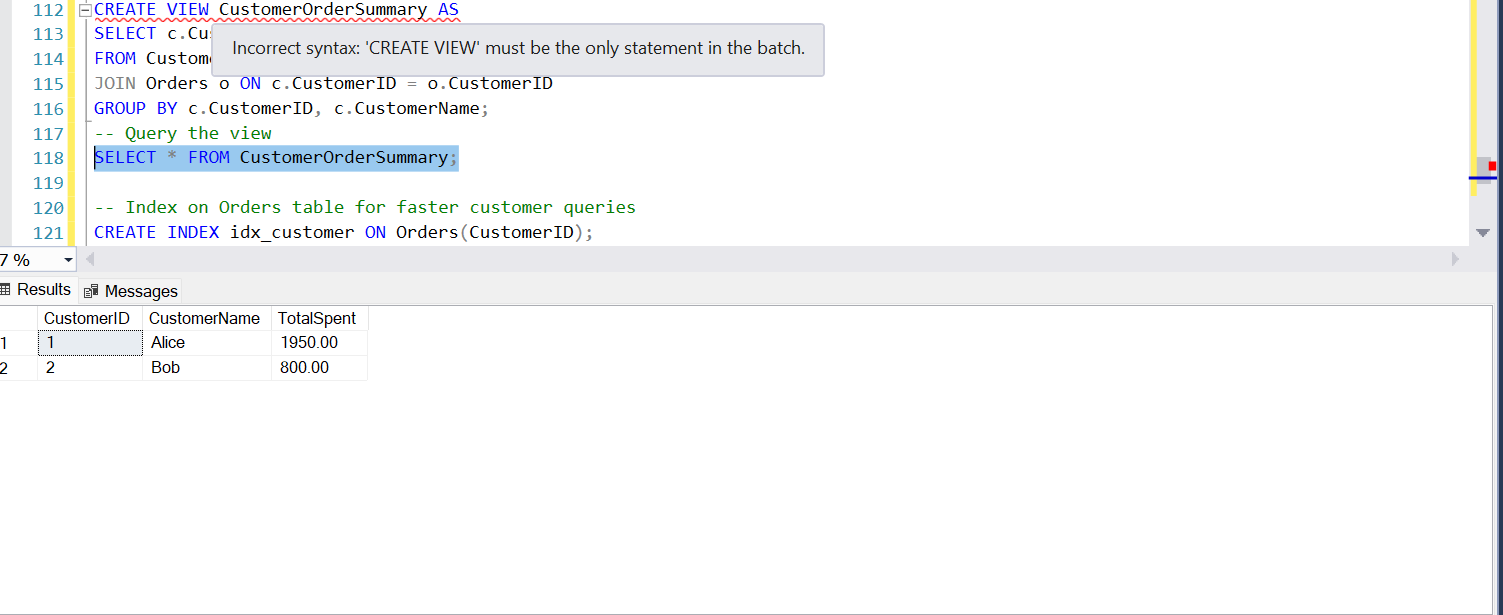 112 CREATE VIEW CustomerOrderSummary AS
113 SELECT c.Cu
Incorrect syntax: 'CREATE VIEW' must be the only statement in the batch.
114 FROM Custome
115 JOIN Orders o ON c.CustomerID = o.CustomerID
116 GROUP BY c.CustomerID, c.CustomerName;
117 -- Query the view
118 SELECT * FROM CustomerOrderSummary;
119
120 -- Index on Orders table for faster customer queries
121 CREATE INDEX idx_customer ON Orders(CustomerID);
7 %
Results Messages
CustomerID CustomerName TotalSpent
1 1 Alice 1950.00
2 2 Bob 800.00